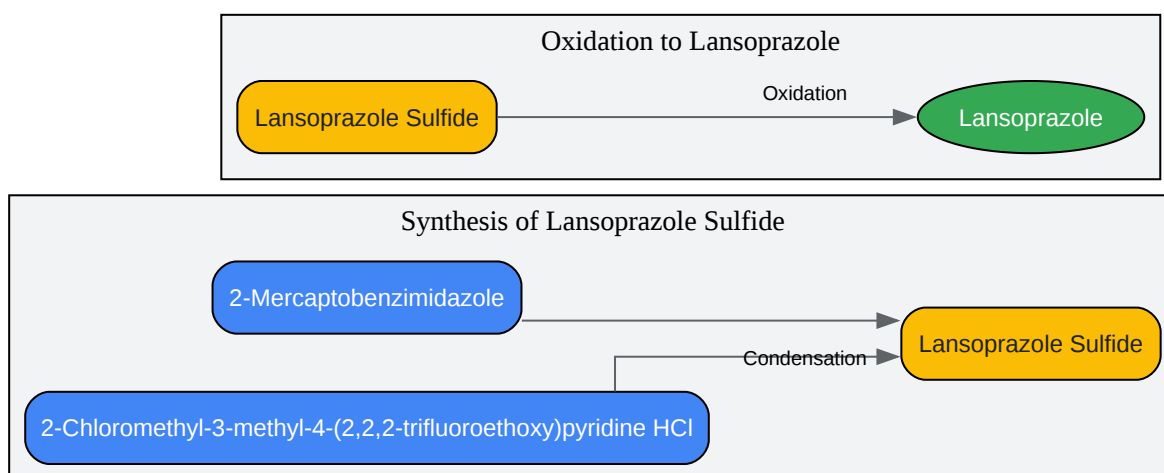 Oxidation to Lansoprazole
Lansoprazole Sulfide
Oxidation
Lansoprazole
Synthesis of Lansoprazole Sulfide
2-Mercaptobenzimidazole
Lansoprazole Sulfide
Condensation
2-Chloromethyl-3-methyl-4-(2,2,2-trifluoroethoxy)pyridine HCl